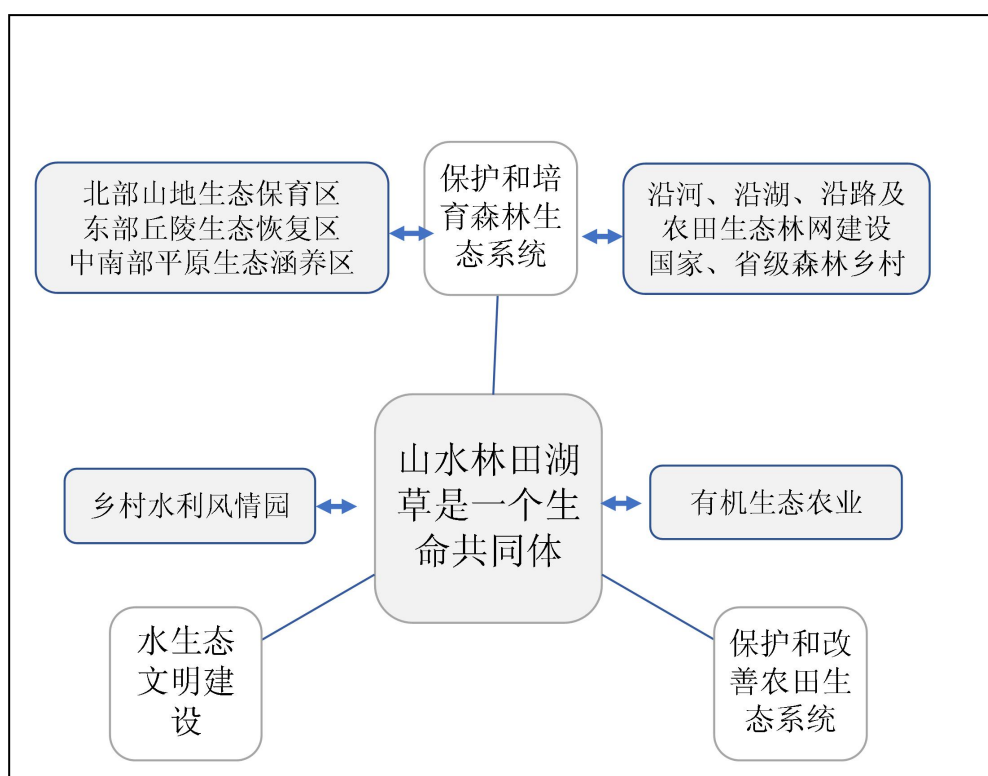 北部山地生态保育区
东部丘陵生态恢复区
中南部平原生态涵养区
保护和培
育森林生
态系统
沿河、沿湖、沿路及
农田生态林网建设
国家、省级森林乡村
乡村水利风情园
山水林田湖
草是一个生
命共同体
有机生态农业
水生态
文明建
设
保护和改
善农田生
态系统